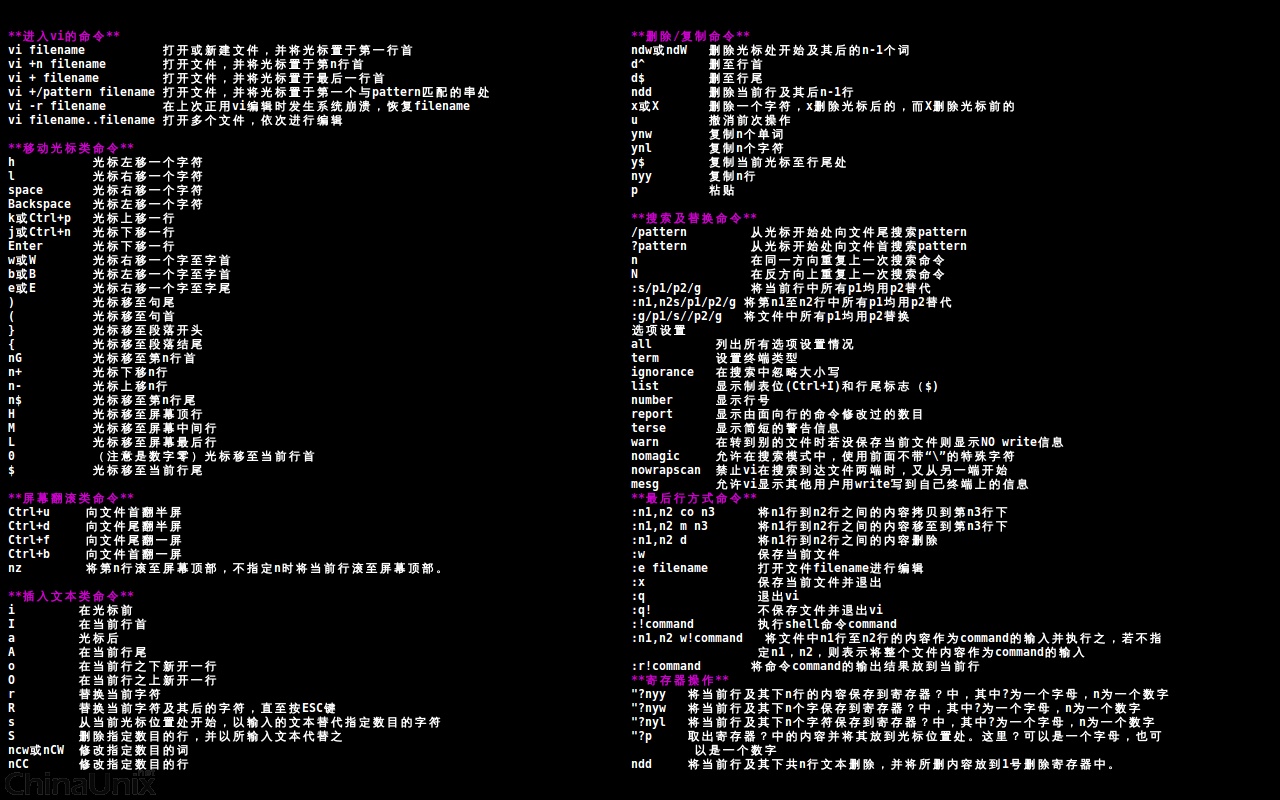 **进入vi的命令**
vi filename 打开或新建文件，并将光标置于第一行首
vi +n filename 打开文件，并将光标置于第n行首
vi + filename 打开文件，并将光标置于最后一行首
vi +/pattern filename 打开文件，并将光标置于第一个与pattern匹配的串处
vi -r filename 在上次正用vi编辑时发生系统崩溃，恢复filename
vi filename..filename 打开多个文件，依次进行编辑
**移动光标类命令**
h 光标左移一个字符
l 光标右移一个字符
space 光标右移一个字符
Backspace 光标左移一个字符
k或Ctrl+p 光标上移一行
j或Ctrl+n 光标下移一行
Enter 光标下移一行
w或W 光标右移一个字至字首
b或B 光标左移一个字至字首
e或E 光标右移一个字至字尾
) 光标移至句尾
( 光标移至句首
} 光标移至段落开头
{ 光标移至段落结尾
nG 光标移至第n行首
n+ 光标下移n行
n- 光标上移n行
n$ 光标移至第n行尾
H 光标移至屏幕顶行
M 光标移至屏幕中间行
L 光标移至屏幕最后行
0 （注意是数字零）光标移至当前行首
$ 光标移至当前行尾
**屏幕翻滚类命令**
Ctrl+u 向文件首翻半屏
Ctrl+d 向文件尾翻半屏
Ctrl+f 向文件尾翻一屏
Ctrl+b 向文件首翻一屏
nz 将第n行滚至屏幕顶部，不指定n时将当前行滚至屏幕顶部。
**插入文本类命令**
i 在光标前
I 在当前行首
a 光标后
A 在当前行尾
o 在当前行之下新开一行
O 在当前行之上新开一行
r 替换当前字符
R 替换当前字符及其后的字符，直至按ESC键
s 从当前光标位置处开始，以输入的文本替代指定数目的字符
S 删除指定数目的行，并以所输入文本代替之
ncw或nCW 修改指定数目的词
nCC 修改指定数目的行
ChinaUnix
.net
**删除/复制命令**
ndw或ndW 删除光标处开始及其后的n-1个词
d^ 删至行首
d$ 删至行尾
ndd 删除当前行及其后n-1行
x或X 删除一个字符，x删除光标后的，而X删除光标前的
u 撤消前次操作
ynw 复制n个单词
ynl 复制n个字符
y$ 复制当前光标至行尾处
nyy 复制n行
p 粘贴
**搜索及替换命令**
/pattern 从光标开始处向文件尾搜索pattern
?pattern 从光标开始处向文件首搜索pattern
n 在同一方向重复上一次搜索命令
N 在反方向上重复上一次搜索命令
:s/p1/p2/g 将当前行中所有p1均用p2替代
:n1,n2s/p1/p2/g 将第n1至n2行中所有p1均用p2替代
:g/p1/s//p2/g 将文件中所有p1均用p2替换
选项设置
all 列出所有选项设置情况
term 设置终端类型
ignorance 在搜索中忽略大小写
list 显示制表位(Ctrl+I)和行尾标志（$)
number 显示行号
report 显示由面向行的命令修改过的数目
terse 显示简短的警告信息
warn 在转到别的文件时若没保存当前文件则显示NO write信息
nomagic 允许在搜索模式中，使用前面不带“\”的特殊字符
nowrapscan 禁止vi在搜索到达文件两端时，又从另一端开始
mesg 允许vi显示其他用户用write写到自己终端上的信息
**最后行方式命令**
:n1,n2 co n3 将n1行到n2行之间的内容拷贝到第n3行下
:n1,n2 m n3 将n1行到n2行之间的内容移至到第n3行下
:n1,n2 d 将n1行到n2行之间的内容删除
:w 保存当前文件
:e filename 打开文件filename进行编辑
:x 保存当前文件并退出
:q 退出vi
:q! 不保存文件并退出vi
:!command 执行shell命令command
:n1,n2 w!command 将文件中n1行至n2行的内容作为command的输入并执行之，若不指
定n1，n2，则表示将整个文件内容作为command的输入
:r!command 将命令command的输出结果放到当前行
**寄存器操作**
"?nyy 将当前行及其下n行的内容保存到寄存器？中，其中?为一个字母，n为一个数字
"?nyw 将当前行及其下n个字保存到寄存器？中，其中?为一个字母，n为一个数字
"?nyl 将当前行及其下n个字符保存到寄存器？中，其中?为一个字母，n为一个数字
"?p 取出寄存器？中的内容并将其放到光标位置处。这里？可以是一个字母，也可
以是一个数字
ndd 将当前行及其下共n行文本删除，并将所删内容放到1号删除寄存器中。